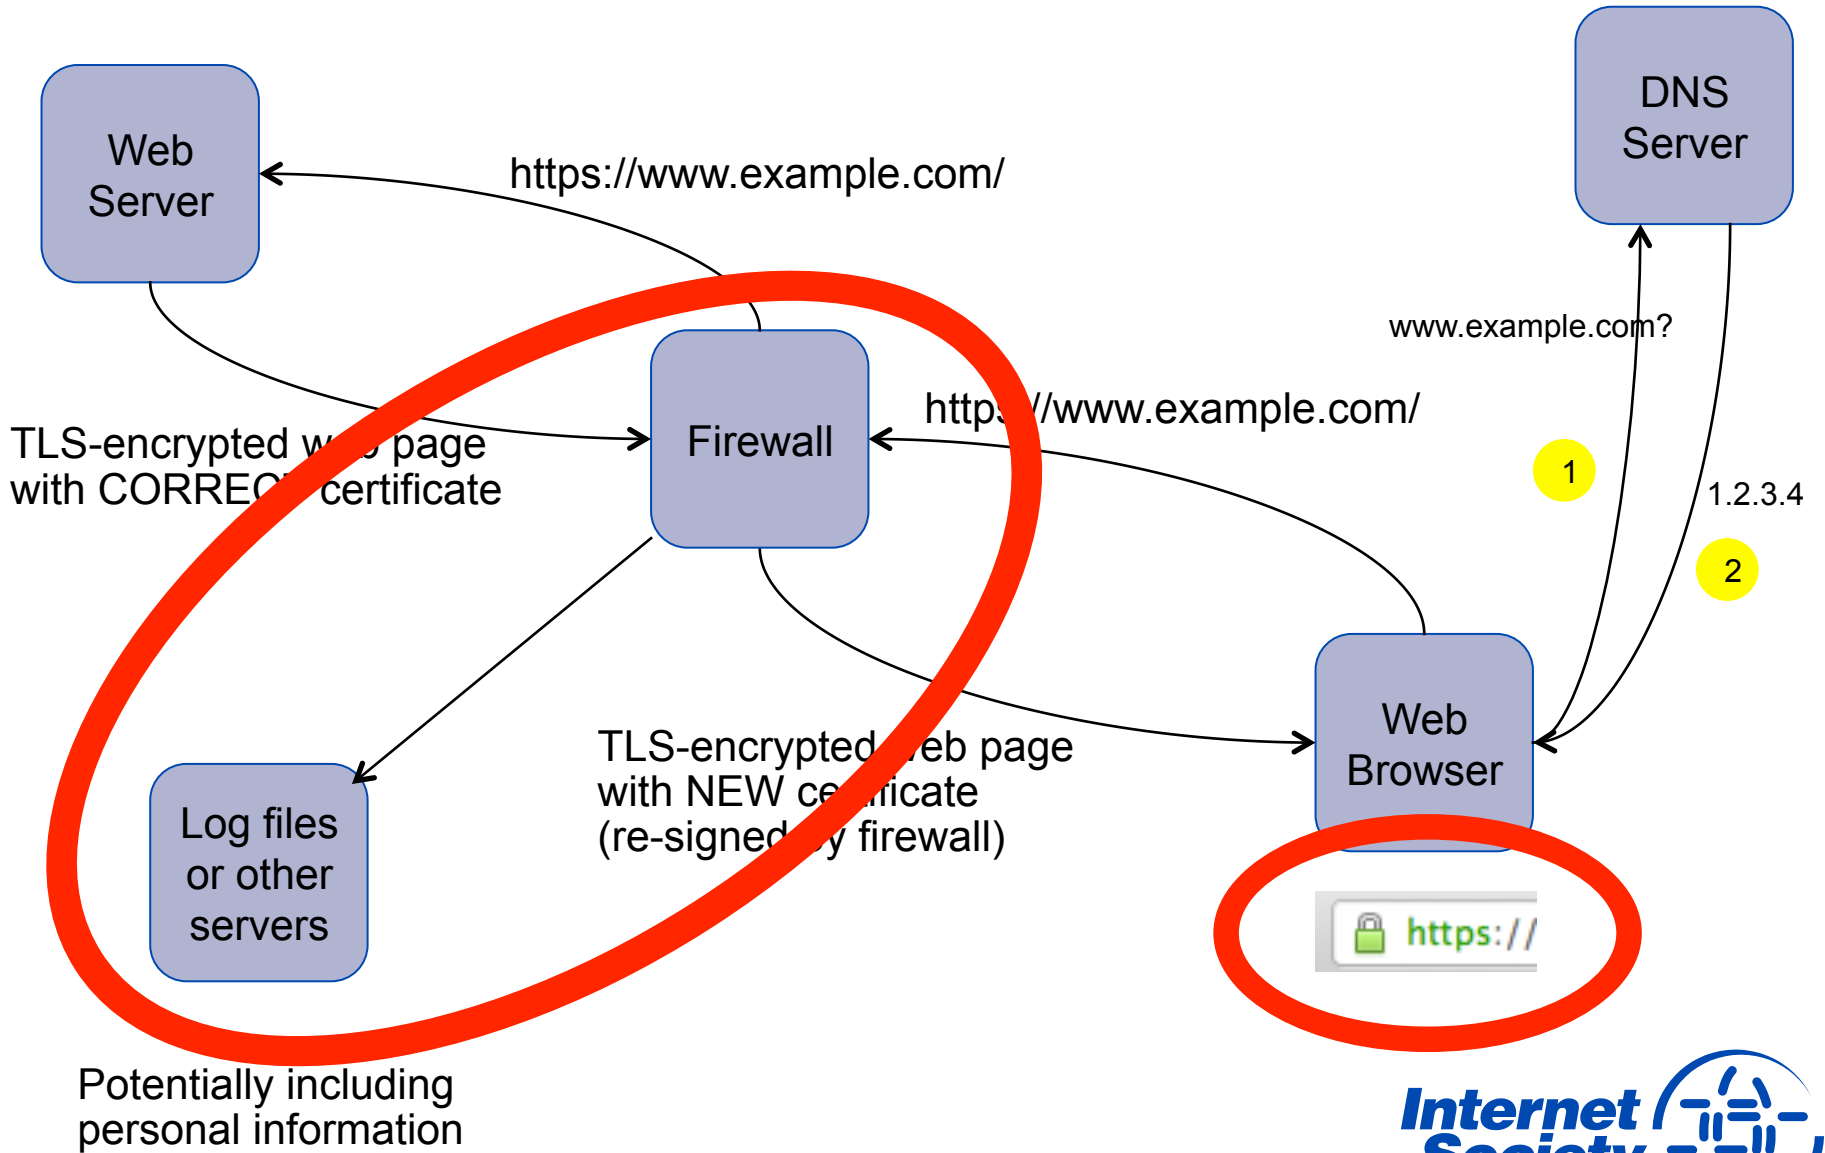 DNS
Server
Web
Server
https://www.example.com/
www.example.com?
https://www.example.com/
Firewall
TLS-encrypted web page
with CORRECT certificate
1
1.2.3.4
2
Web
Browser
TLS-encrypted web page
with NEW certificate
(re-signed by firewall)
Log files
or other
servers
https://
Potentially including
personal information
Internet
Society